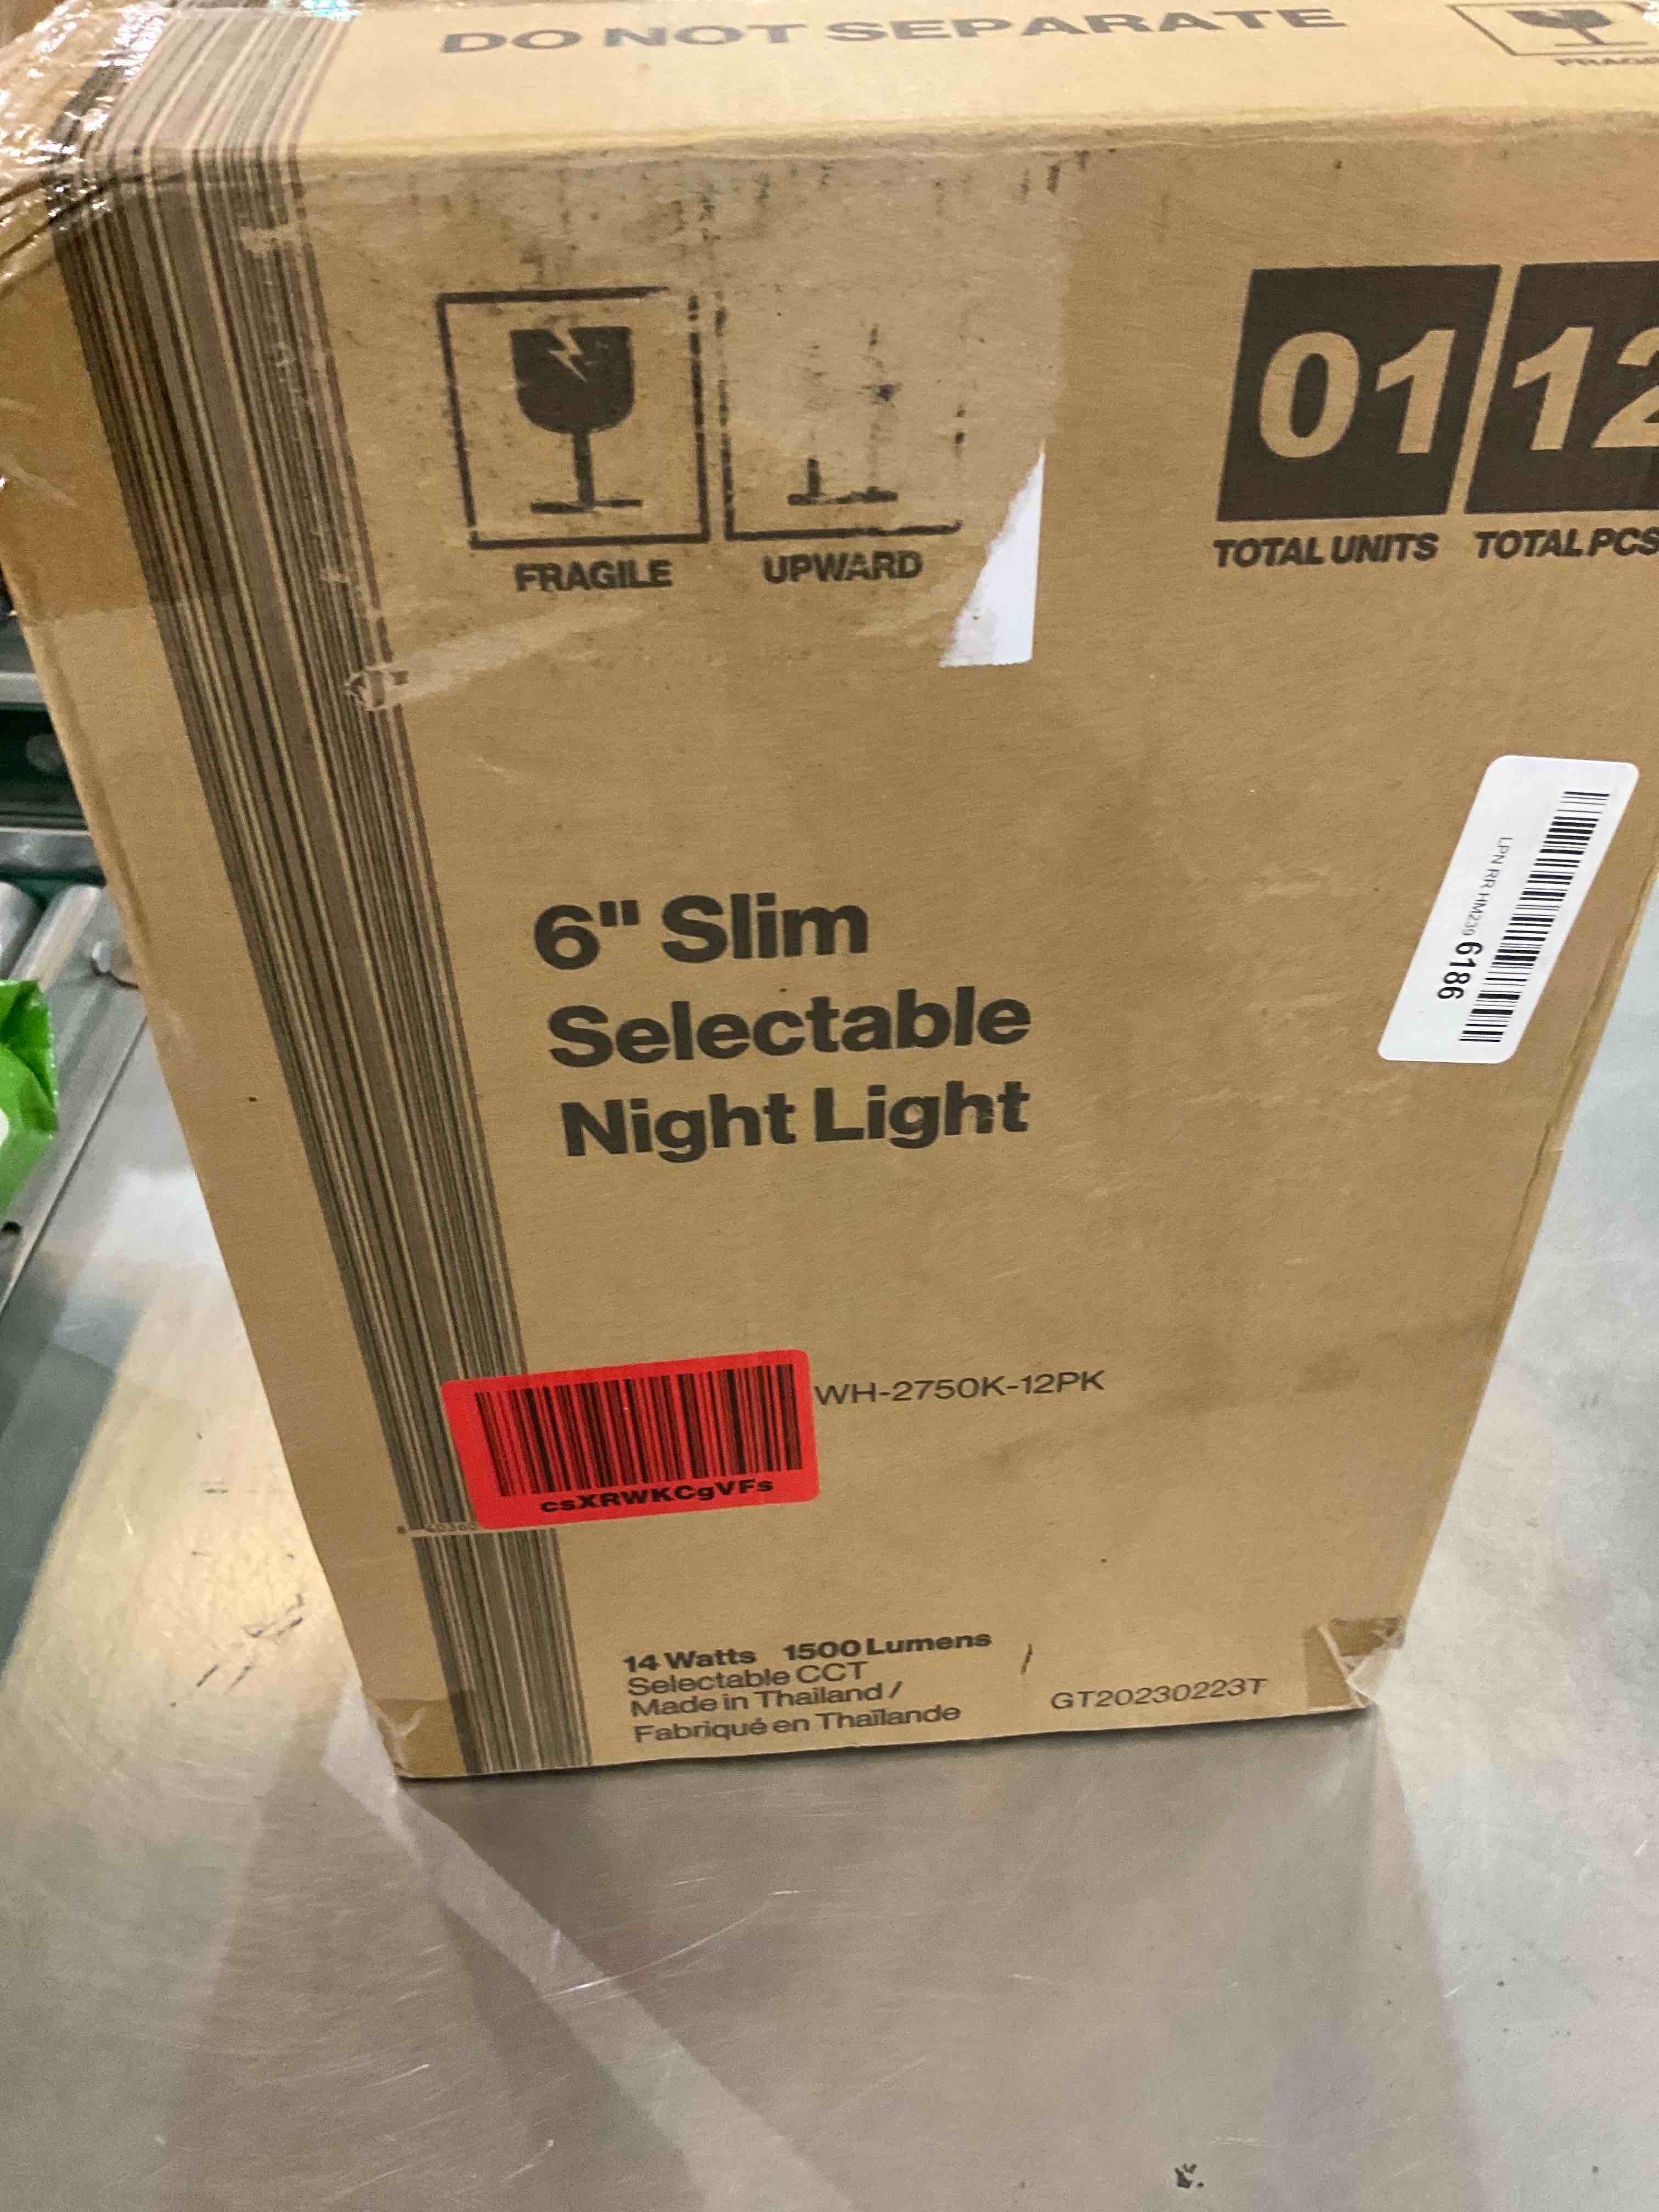 DO NOT SEPARATE
01 12
FRAGILE UPWARD
TOTAL UNITS TOTAL PCS
LPN RR HM239 6186
6" Slim
Selectable
Night Light
WH-2750K-12PK
csXRWKCgVFs
14 Watts 1500 Lumens
Selectable CCT
Made in Thailand /
Fabriqué en Thaïlande
GT20230223T